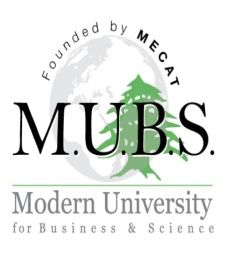 Founded by MECAT
M.U.B.S.
Modern University
for Business & Science